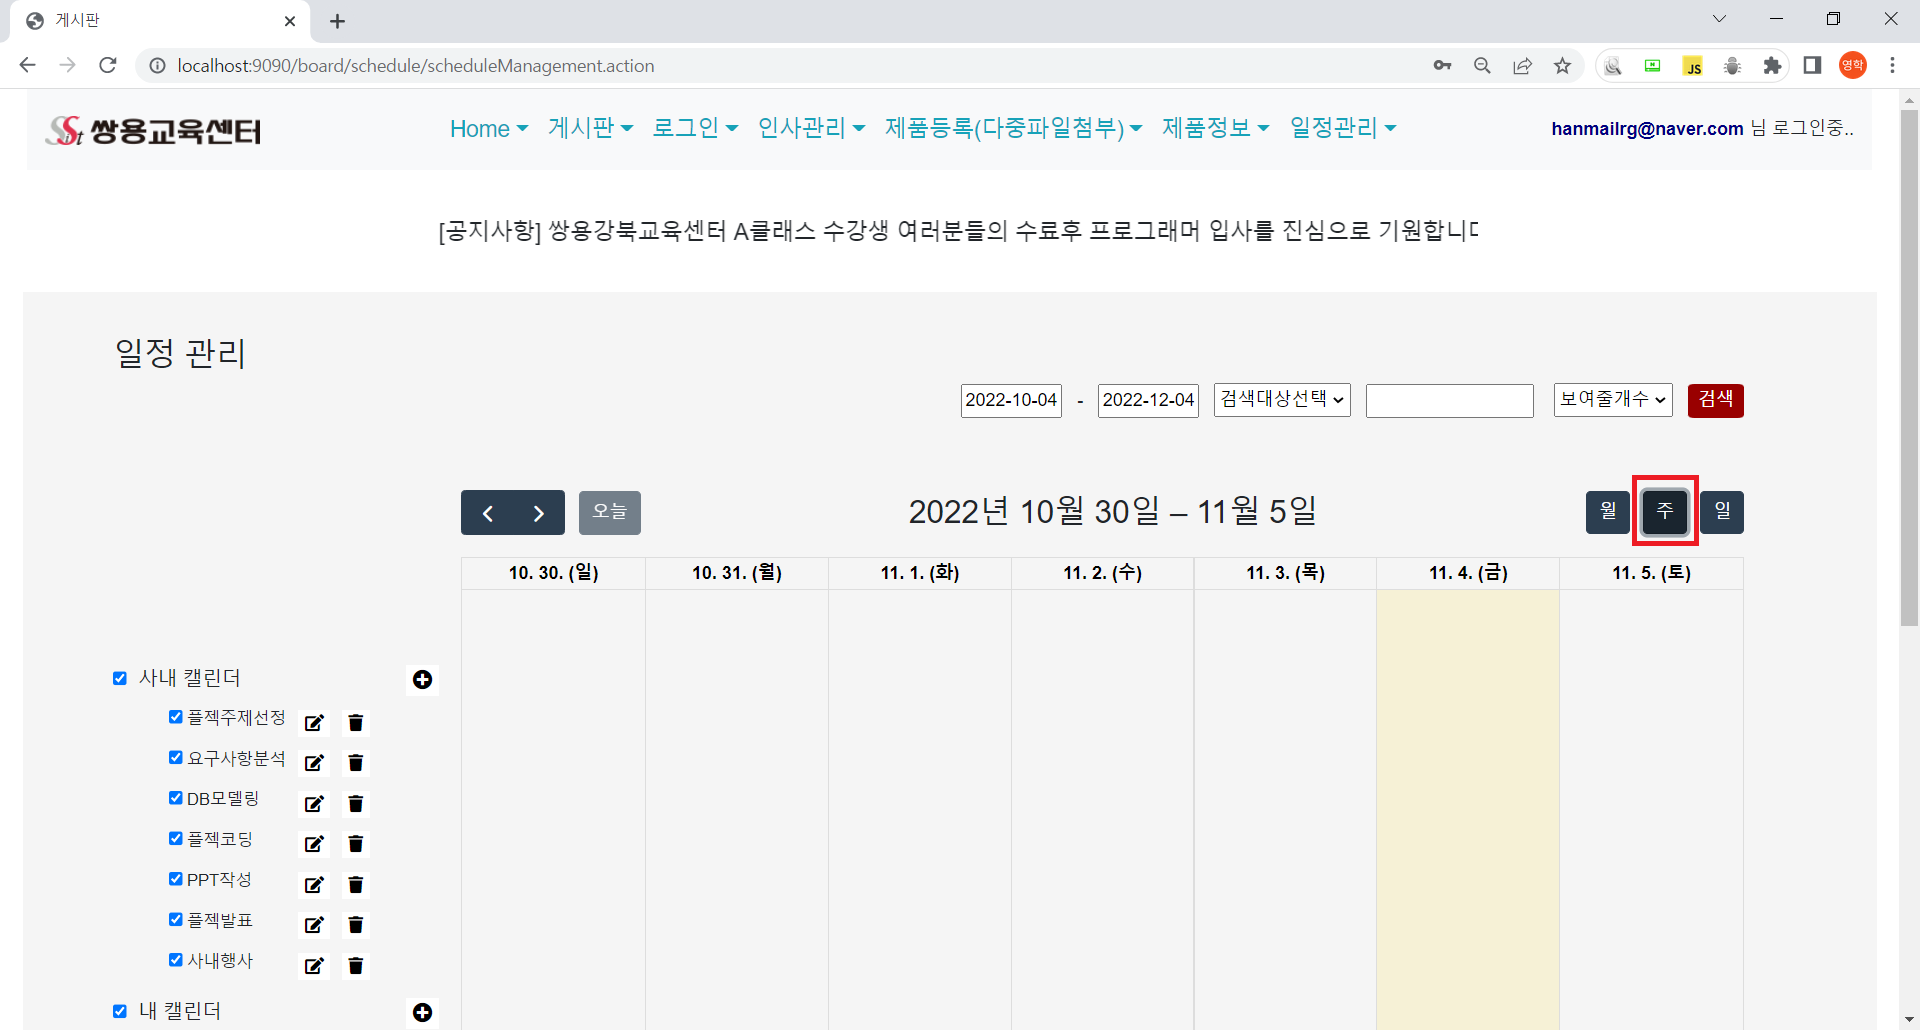 게시판
localhost:9090/board/schedule/scheduleManagement.action
JS
영학
Sist 쌍용교육센터
Home 게시판 로그인 인사관리 제품등록(다중파일첨부) 제품정보 일정관리
hanmailrg@naver.com 님 로그인중..
[공지사항] 쌍용강북교육센터 A클래스 수강생 여러분들의 수료후 프로그래머 입사를 진심으로 기원합니
일정 관리
2022-10-04 - 2022-12-04 검색대상선택 보여줄개수 검색
오늘 2022년 10월 30일 – 11월 5일 월 주 일
10. 30. (일) 10. 31. (월) 11. 1. (화) 11. 2. (수) 11. 3. (목) 11. 4. (금) 11. 5. (토)
사내 캘린더
플젝주제선정
요구사항분석
DB모델링
플젝코딩
PPT작성
플젝발표
사내행사
내 캘린더